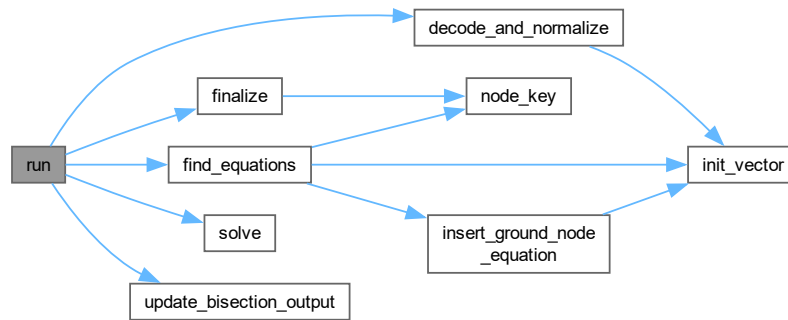 decode_and_normalize
finalize
node_key
run
find_equations
init_vector
solve
insert_ground_node
_equation
update_bisection_output